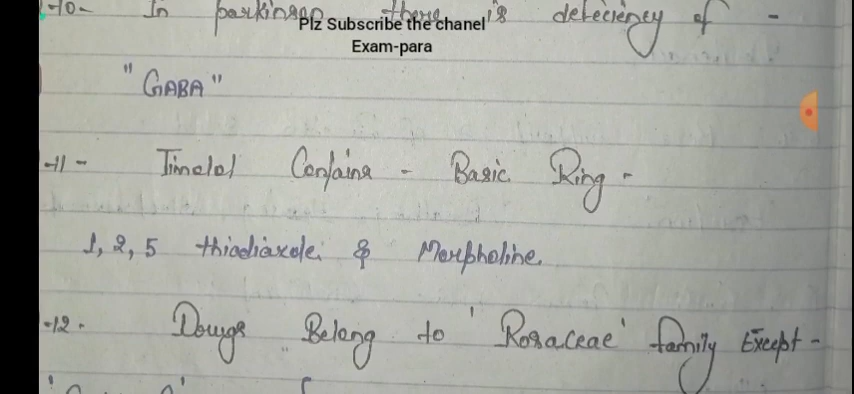 -10- In parkinson there is deteciency of -
Plz Subscribe the chanel
Exam-para
"GABA"
-11- Timolol Contains - Basic Ring -
1, 2, 5 thiadiazole & Morpholine.
-12. Drugs Belong to 'Rosaceae' family Except -